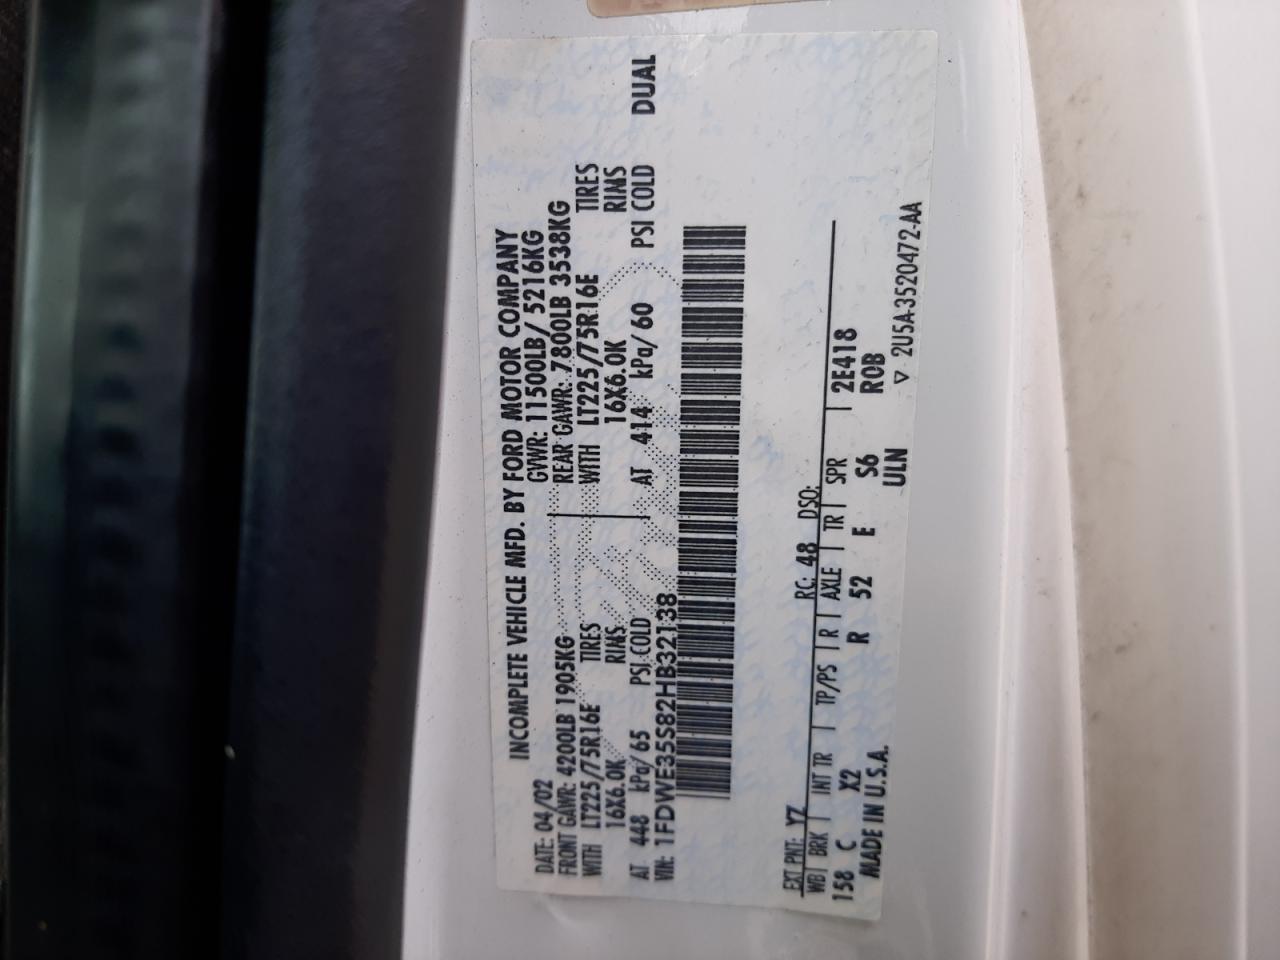 INCOMPLETE VEHICLE MFD. BY FORD MOTOR COMPANY
DATE: 04/02 GVWR: 11500LB/ 5216KG
FRONT GAWR: 4200LB 1905KG REAR GAWR: 7800LB 3538KG
WITH LT225/75R16E TIRES WITH LT225/75R16E TIRES
16X6.0K RIMS 16X6.0K RIMS
AT 448 kPa/65 PSI COLD AT 414 kPa/60 PSI COLD DUAL
VIN: 1FDWE35S82HB32138
EXT PNT: YZ RC: 48 DSO:
WB | BRK | INT TR | TP/PS | R | AXLE | TR | SPR | 2E418
158 C X2 R 52 E S6 ROB
MADE IN U.S.A. ULN
▽ 2U5A-3520472-AA